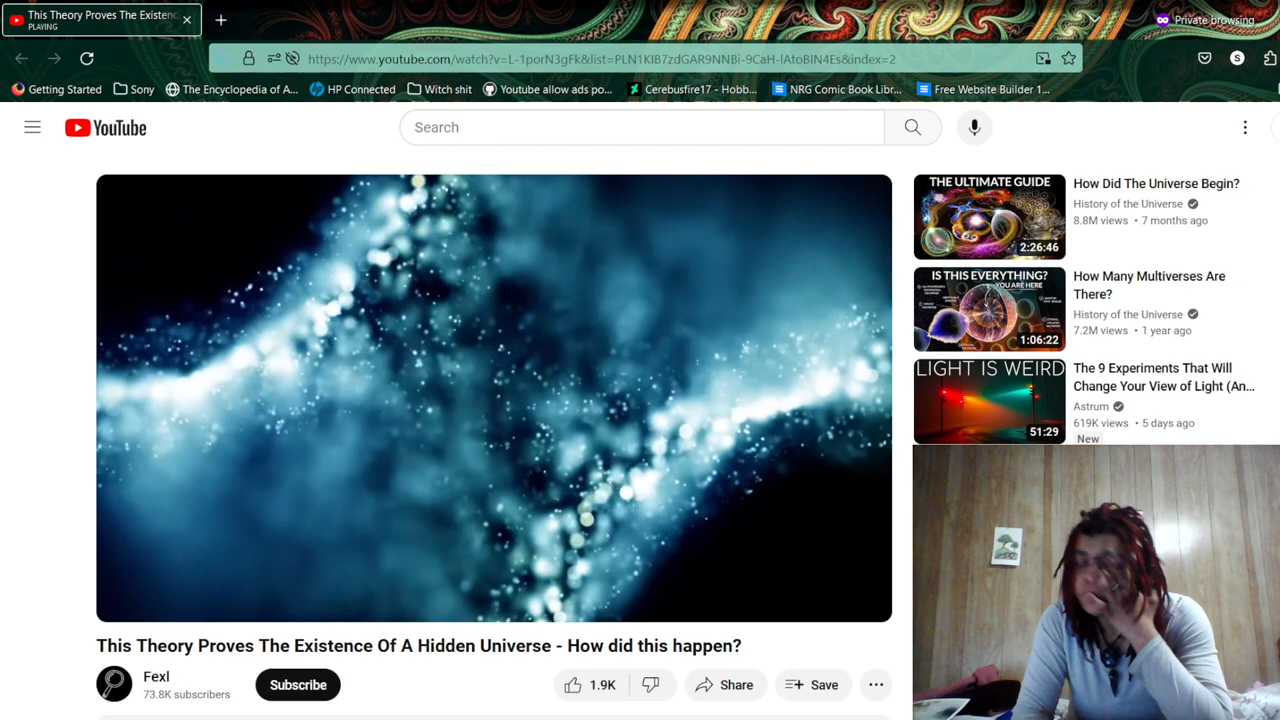 This Theory Proves The Existenc
PLAYING
Private browsing
https://www.youtube.com/watch?v=L-1porN3gFk&list=PLN1KIB7zdGAR9NNBi-9CaH-IAtoBIN4Es&index=2
S
Getting Started
Sony
The Encyclopedia of A...
HP Connected
Witch shit
Youtube allow ads po...
Cerebusfire17 - Hobb...
NRG Comic Book Libr...
Free Website Builder 1...
YouTube
Search
THE ULTIMATE GUIDE
2:26:46
How Did The Universe Begin?
History of the Universe
8.8M views • 7 months ago
IS THIS EVERYTHING?
YOU ARE HERE
1:06:22
How Many Multiverses Are
There?
History of the Universe
7.2M views • 1 year ago
LIGHT IS WEIRD
51:29
The 9 Experiments That Will
Change Your View of Light (An...
Astrum
619K views • 5 days ago
New
This Theory Proves The Existence Of A Hidden Universe - How did this happen?
Fexl
73.8K subscribers
Subscribe
1.9K
Share
Save